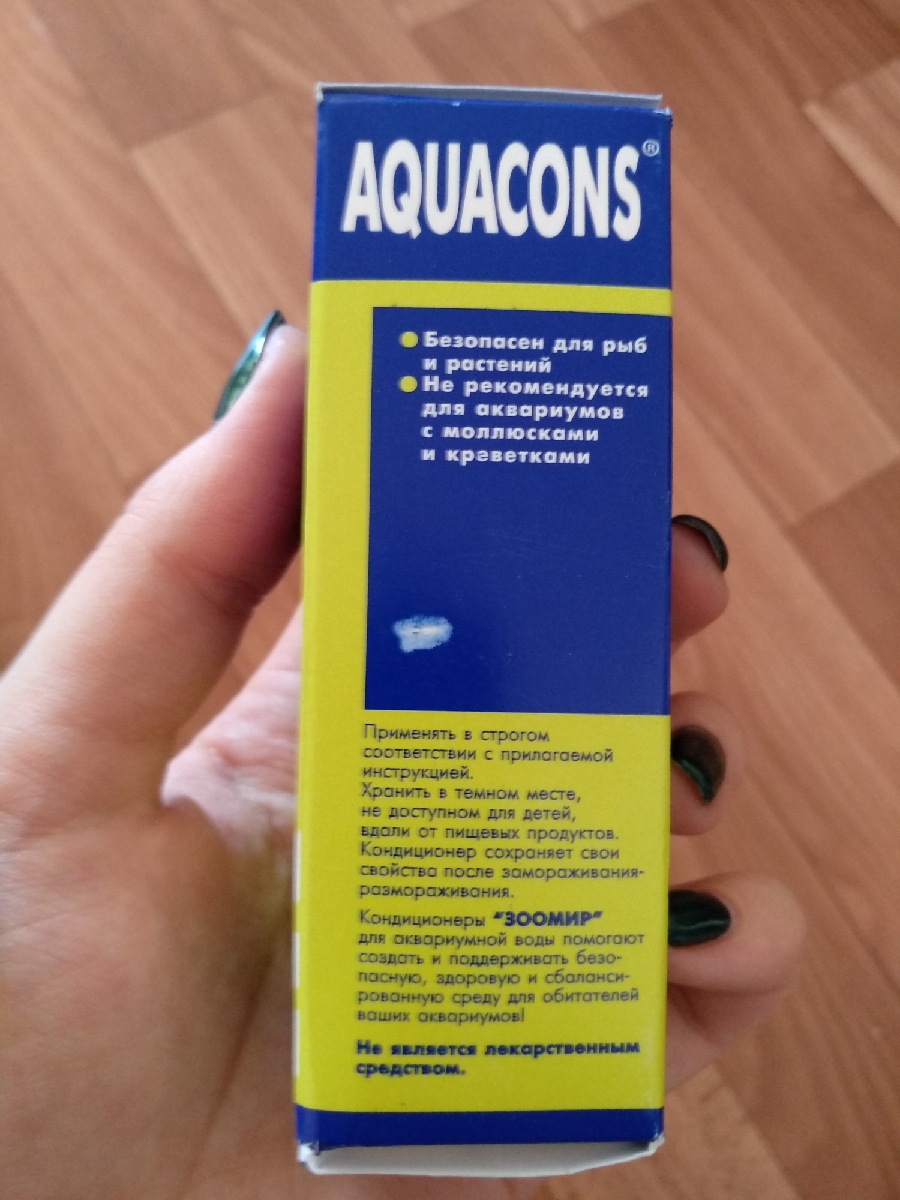 AQUACONS®
● Безопасен для рыб
и растений
● Не рекомендуется
для аквариумов
с моллюсками
и креветками
Применять в строгом
соответствии с прилагаемой
инструкцией.
Хранить в темном месте,
не доступном для детей,
вдали от пищевых продуктов.
Кондиционер сохраняет свои
свойства после замораживания-
размораживания.
Кондиционеры "ЗООМИР"
для аквариумной воды помогают
создать и поддерживать безо-
пасную, здоровую и сбаланси-
рованную среду для обитателей
ваших аквариумов!
Не является лекарственным
средством.